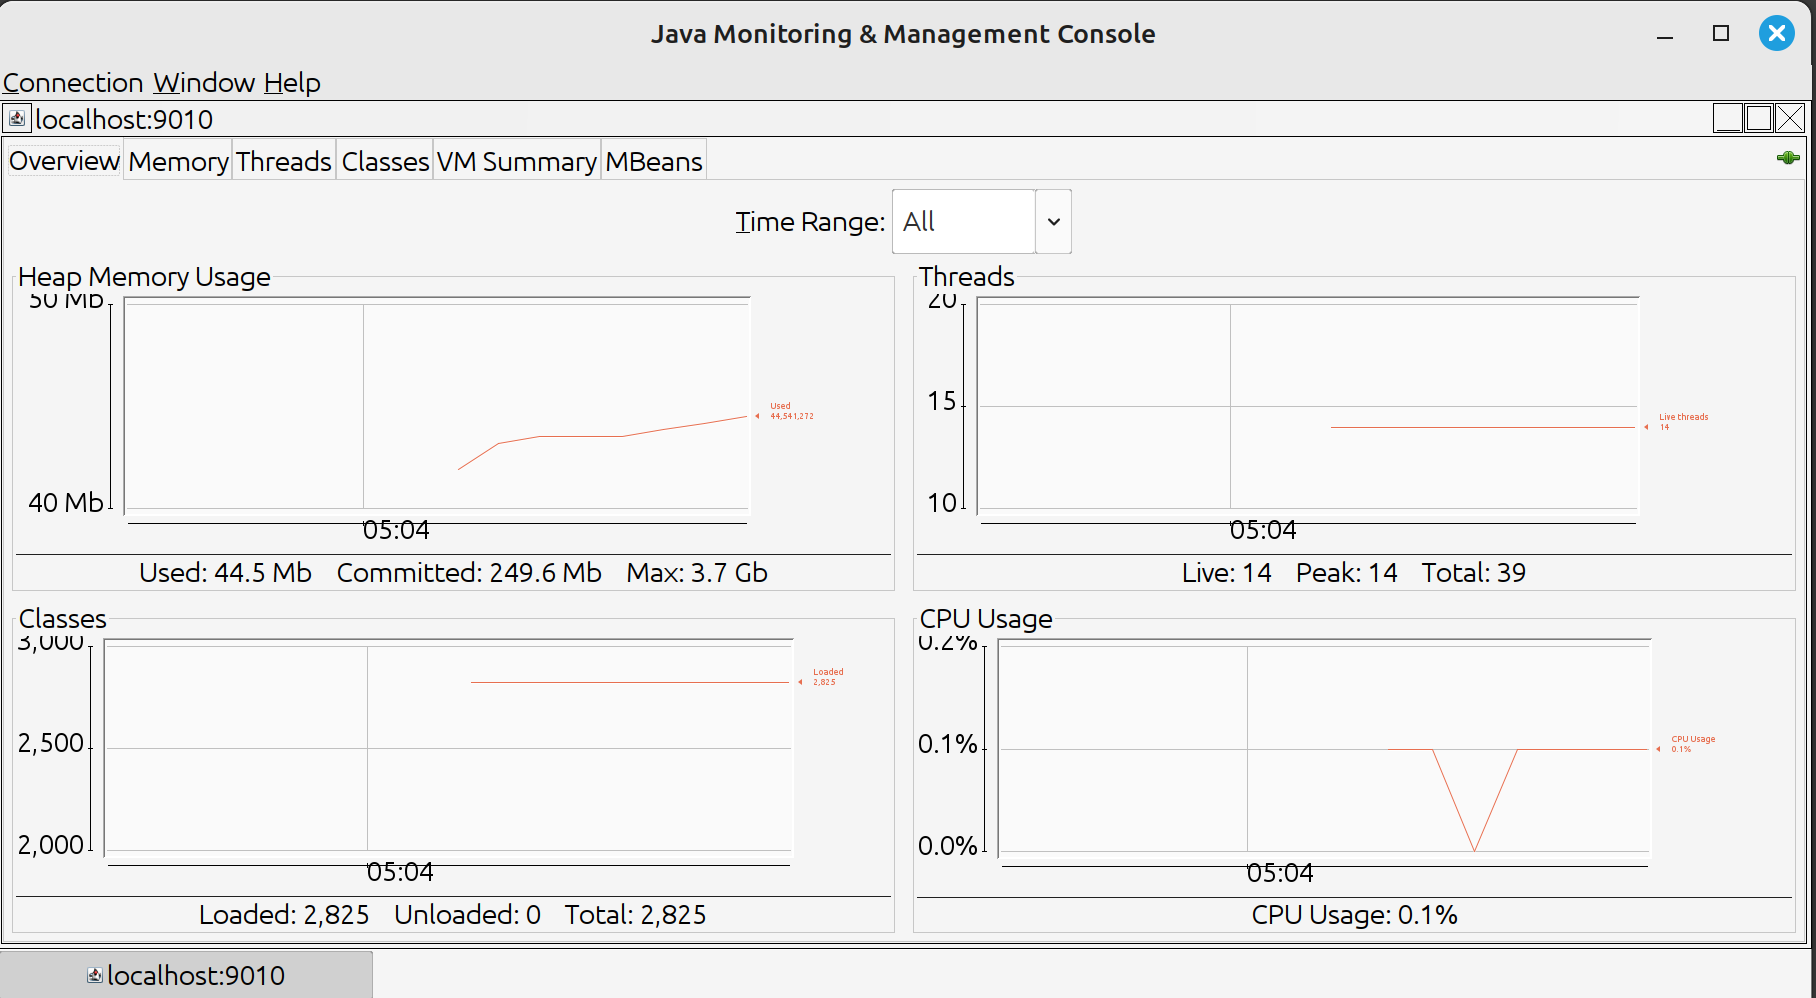 Java Monitoring & Management Console
Connection Window Help
localhost:9010
Overview Memory Threads Classes VM Summary MBeans
Time Range: All
Heap Memory Usage
50 Mb
Used
44,541,272
40 Mb
05:04
Used: 44.5 Mb Committed: 249.6 Mb Max: 3.7 Gb
Threads
20
15
Live threads
14
10
05:04
Live: 14 Peak: 14 Total: 39
Classes
3,000
Loaded
2,825
2,500
2,000
05:04
Loaded: 2,825 Unloaded: 0 Total: 2,825
CPU Usage
0.2%
CPU Usage
0.1%
0.1%
0.0%
05:04
CPU Usage: 0.1%
localhost:9010